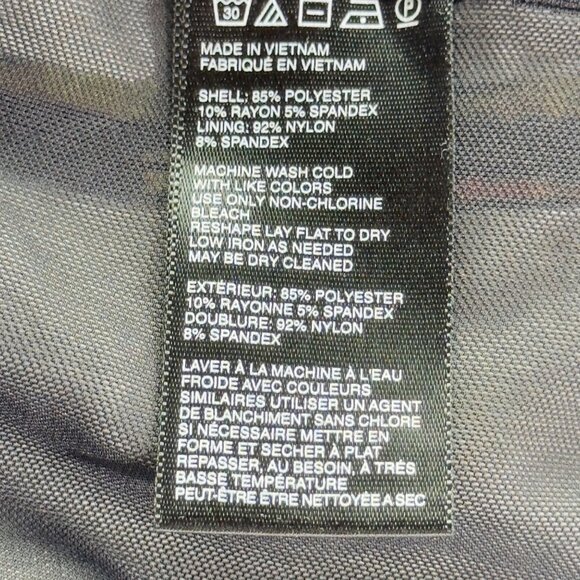 30 P
MADE IN VIETNAM
FABRIQUÉ EN VIETNAM
SHELL: 85% POLYESTER
10% RAYON 5% SPANDEX
LINING: 92% NYLON
8% SPANDEX
MACHINE WASH COLD
WITH LIKE COLORS
USE ONLY NON-CHLORINE
BLEACH
RESHAPE LAY FLAT TO DRY
LOW IRON AS NEEDED
MAY BE DRY CLEANED
EXTÉRIEUR: 85% POLYESTER
10% RAYONNE 5% SPANDEX
DOUBLURE: 92% NYLON
8% SPANDEX
LAVER À LA MACHINE À L'EAU
FROIDE AVEC COULEURS
SIMILAIRES UTILISER UN AGENT
DE BLANCHIMENT SANS CHLORE
SI NÉCESSAIRE METTRE EN
FORME ET SÉCHER À PLAT
REPASSER, AU BESOIN, À TRÈS
BASSE TEMPÉRATURE
PEUT-ÊTRE ÊTRE NETTOYÉE A SEC